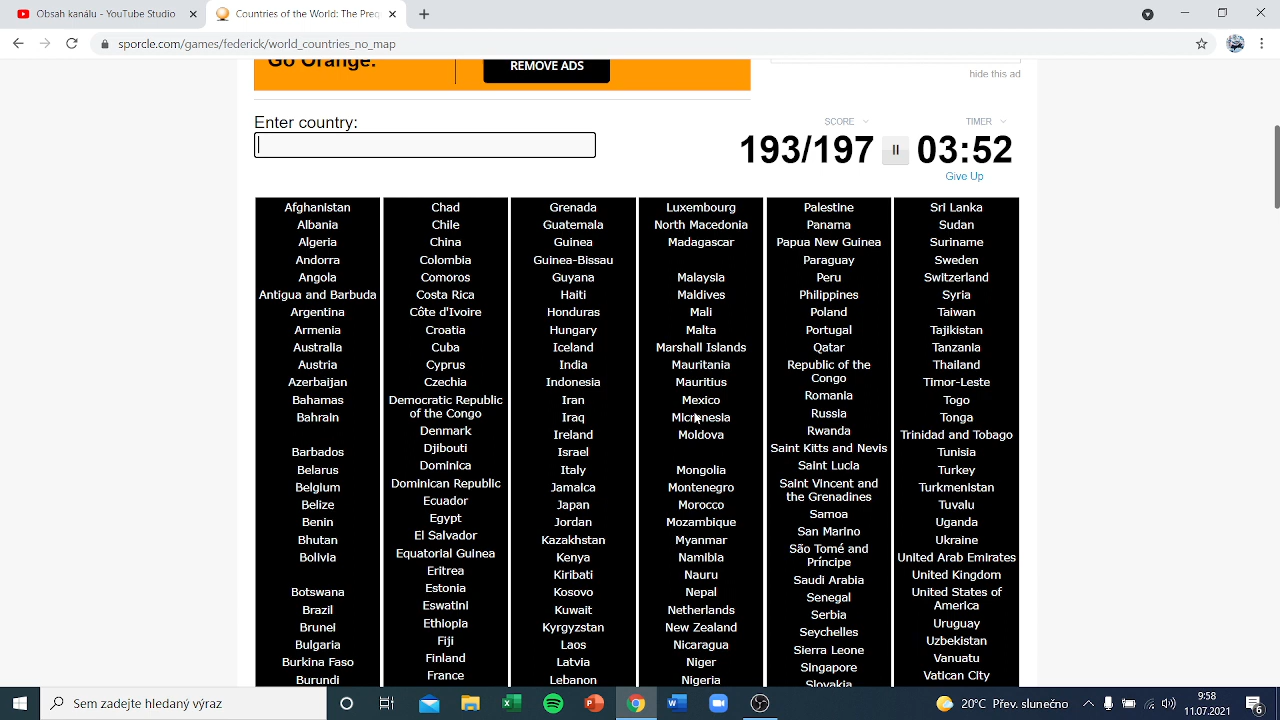 Obsah kanálu - YouTube Studio
Countries of the World: The Prec
sporcle.com/games/federick/world_countries_no_map
Go Orange.
REMOVE ADS
hide this ad
Enter country:
SCORE
TIMER
193/197
03:52
Give Up
Afghanistan
Albania
Algeria
Andorra
Angola
Antigua and Barbuda
Argentina
Armenia
Australia
Austria
Azerbaijan
Bahamas
Bahrain
Barbados
Belarus
Belgium
Belize
Benin
Bhutan
Bolivia
Botswana
Brazil
Brunei
Bulgaria
Burkina Faso
Burundi
Chad
Chile
China
Colombia
Comoros
Costa Rica
Côte d'Ivoire
Croatia
Cuba
Cyprus
Czechia
Democratic Republic
of the Congo
Denmark
Djibouti
Dominica
Dominican Republic
Ecuador
Egypt
El Salvador
Equatorial Guinea
Eritrea
Estonia
Eswatini
Ethiopia
Fiji
Finland
France
Grenada
Guatemala
Guinea
Guinea-Bissau
Guyana
Haiti
Honduras
Hungary
Iceland
India
Indonesia
Iran
Iraq
Ireland
Israel
Italy
Jamaica
Japan
Jordan
Kazakhstan
Kenya
Kiribati
Kosovo
Kuwait
Kyrgyzstan
Laos
Latvia
Lebanon
Luxembourg
North Macedonia
Madagascar
Malaysia
Maldives
Mali
Malta
Marshall Islands
Mauritania
Mauritius
Mexico
Micronesia
Moldova
Mongolia
Montenegro
Morocco
Mozambique
Myanmar
Namibia
Nauru
Nepal
Netherlands
New Zealand
Nicaragua
Niger
Nigeria
Palestine
Panama
Papua New Guinea
Paraguay
Peru
Philippines
Poland
Portugal
Qatar
Republic of the
Congo
Romania
Russia
Rwanda
Saint Kitts and Nevis
Saint Lucia
Saint Vincent and
the Grenadines
Samoa
San Marino
São Tomé and
Príncipe
Saudi Arabia
Senegal
Serbia
Seychelles
Sierra Leone
Singapore
Slovakia
Sri Lanka
Sudan
Suriname
Sweden
Switzerland
Syria
Taiwan
Tajikistan
Tanzania
Thailand
Timor-Leste
Togo
Tonga
Trinidad and Tobago
Tunisia
Turkey
Turkmenistan
Tuvalu
Uganda
Ukraine
United Arab Emirates
United Kingdom
United States of
America
Uruguay
Uzbekistan
Vanuatu
Vatican City
Sem zadejte hledaný výraz
20°C Přev. slunečno
9:58
11.07.2021
6